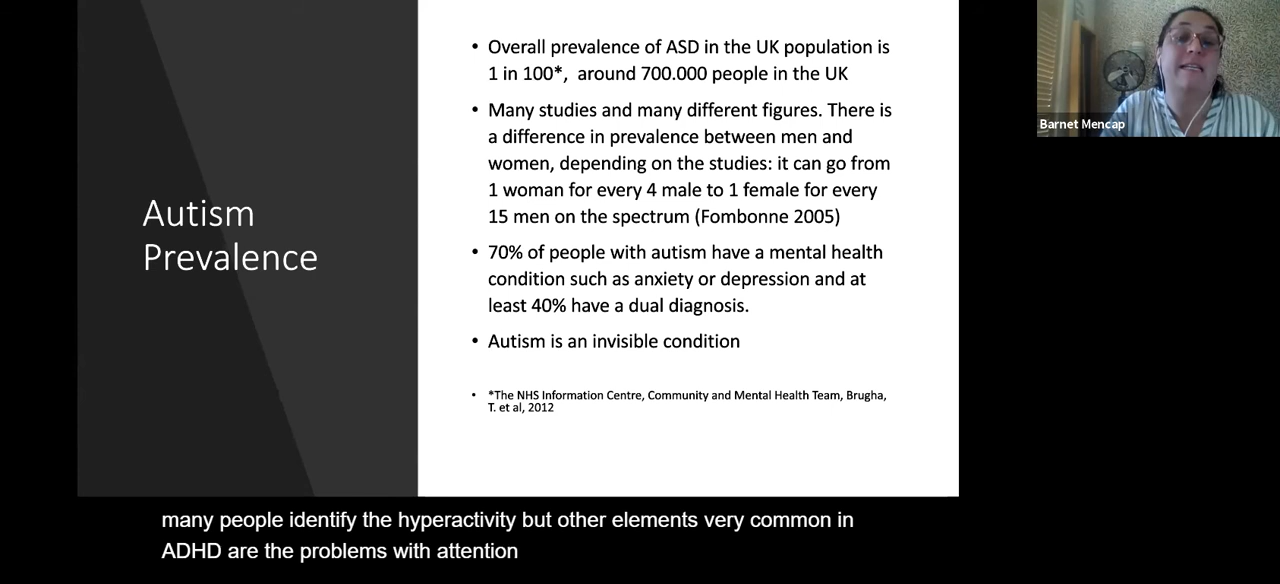 Autism
Prevalence
• Overall prevalence of ASD in the UK population is
1 in 100*, around 700.000 people in the UK
• Many studies and many different figures. There is
a difference in prevalence between men and
women, depending on the studies: it can go from
1 woman for every 4 male to 1 female for every
15 men on the spectrum (Fombonne 2005)
• 70% of people with autism have a mental health
condition such as anxiety or depression and at
least 40% have a dual diagnosis.
• Autism is an invisible condition
• *The NHS Information Centre, Community and Mental Health Team, Brugha,
T. et al, 2012
Barnet Mencap
many people identify the hyperactivity but other elements very common in
ADHD are the problems with attention